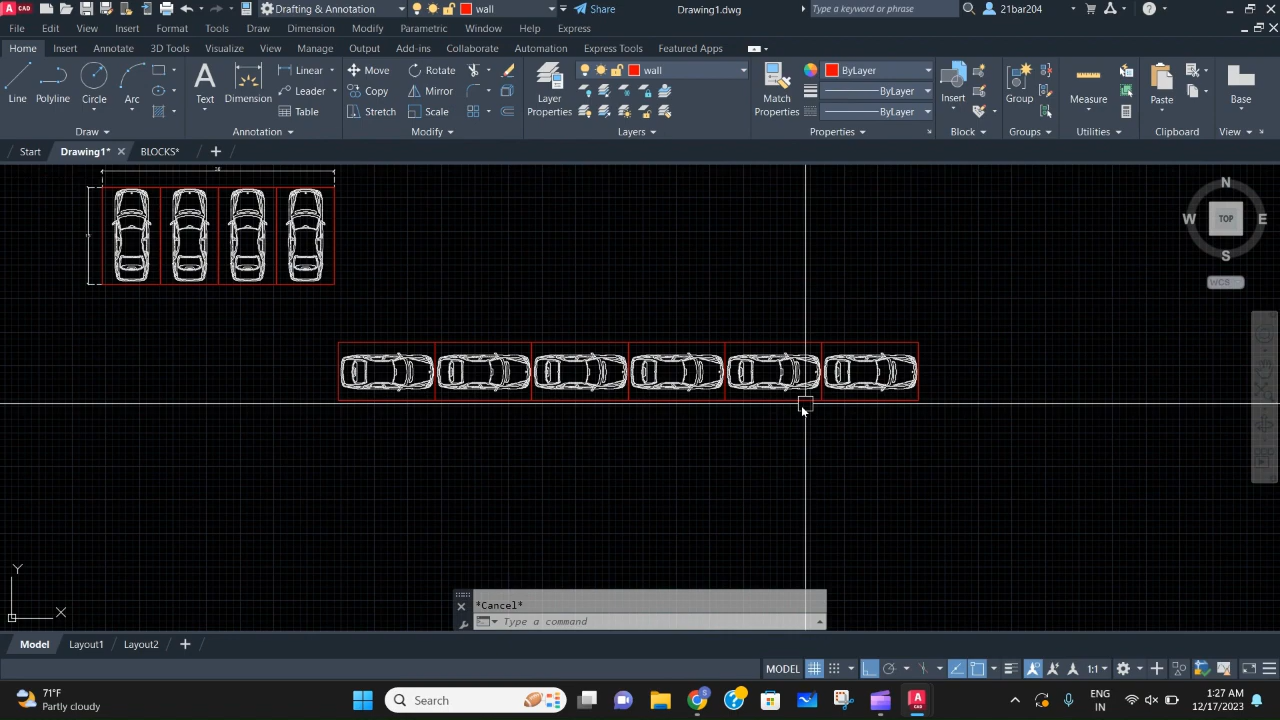 A CAD Drafting & Annotation wall Share Drawing1.dwg Type a keyword or phrase 21bar204
File Edit View Insert Format Tools Draw Dimension Modify Parametric Window Help Express
Home Insert Annotate 3D Tools Visualize View Manage Output Add-ins Collaborate Automation Express Tools Featured Apps
Line Polyline Circle Arc Text Dimension Linear Leader Table
Move Rotate
Copy Mirror
Stretch Scale
Layer Properties wall Match Properties ByLayer
ByLayer
ByLayer
Insert Group Measure Paste Base
Draw Annotation Modify Layers Properties Block Groups Utilities Clipboard View
Start Drawing1* BLOCKS*
N
W TOP E
S
WCS
Y
X
*Cancel*
Type a command
Model Layout1 Layout2
MODEL 1:1
71°F
Partly cloudy
Search
ENG
IN
1:27 AM
12/17/2023